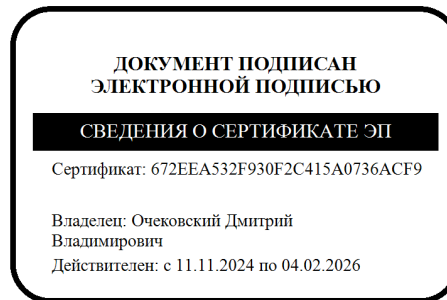 ДОКУМЕНТ ПОДПИСАН
ЭЛЕКТРОННОЙ ПОДПИСЬЮ
СВЕДЕНИЯ О СЕРТИФИКАТЕ ЭП
Сертификат: 672EEA532F930F2C415A0736ACF9
Владелец: Очековский Дмитрий
Владимирович
Действителен: с 11.11.2024 по 04.02.2026